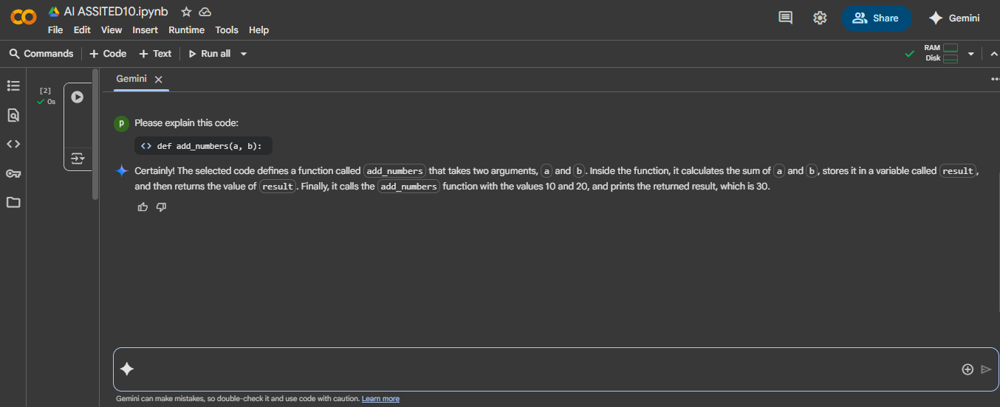 AI ASSITED10.ipynb
File Edit View Insert Runtime Tools Help
Share
Gemini
Commands + Code + Text Run all
RAM
Disk
[2]
0s
Gemini
P
Please explain this code:
<> def add_numbers(a, b):
Certainly! The selected code defines a function called add_numbers that takes two arguments, a and b. Inside the function, it calculates the sum of a and b, stores it in a variable called result,
and then returns the value of result. Finally, it calls the add_numbers function with the values 10 and 20, and prints the returned result, which is 30.
Gemini can make mistakes, so double-check it and use code with caution. Learn more